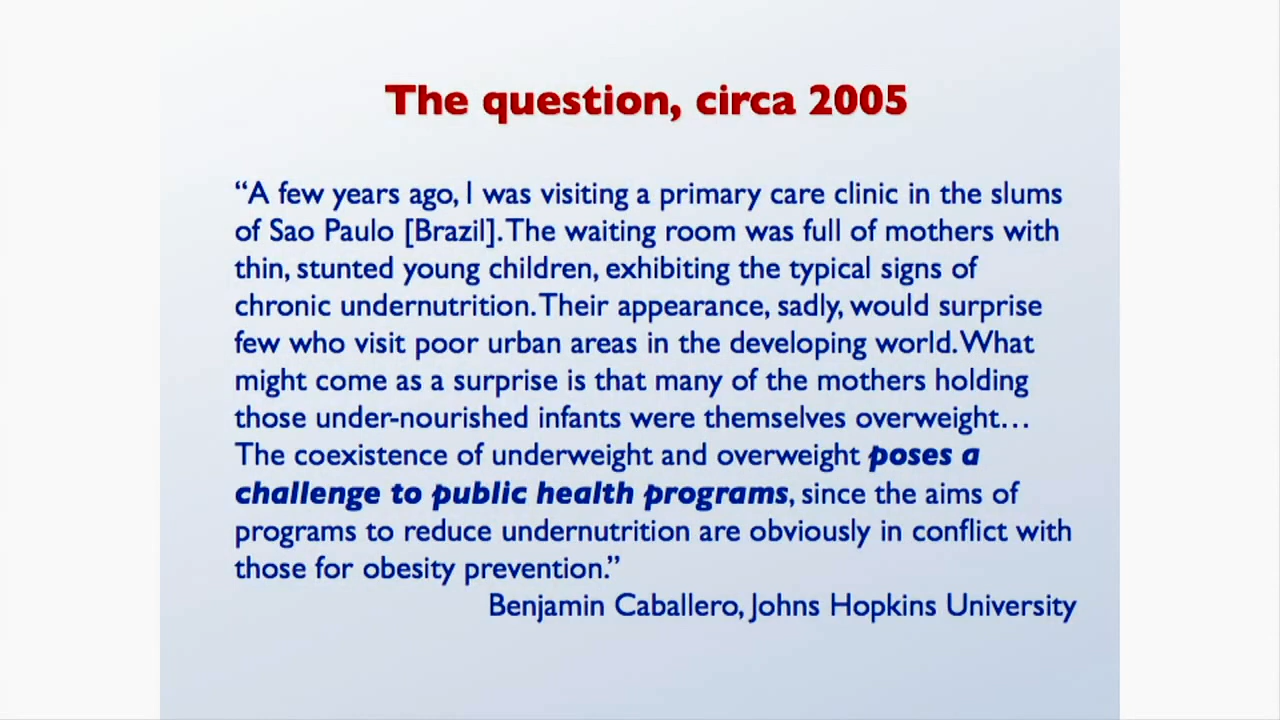 The question, circa 2005
“A few years ago, I was visiting a primary care clinic in the slums
of Sao Paulo [Brazil]. The waiting room was full of mothers with
thin, stunted young children, exhibiting the typical signs of
chronic undernutrition. Their appearance, sadly, would surprise
few who visit poor urban areas in the developing world. What
might come as a surprise is that many of the mothers holding
those under-nourished infants were themselves overweight…
The coexistence of underweight and overweight poses a
challenge to public health programs, since the aims of
programs to reduce undernutrition are obviously in conflict with
those for obesity prevention.”
Benjamin Caballero, Johns Hopkins University